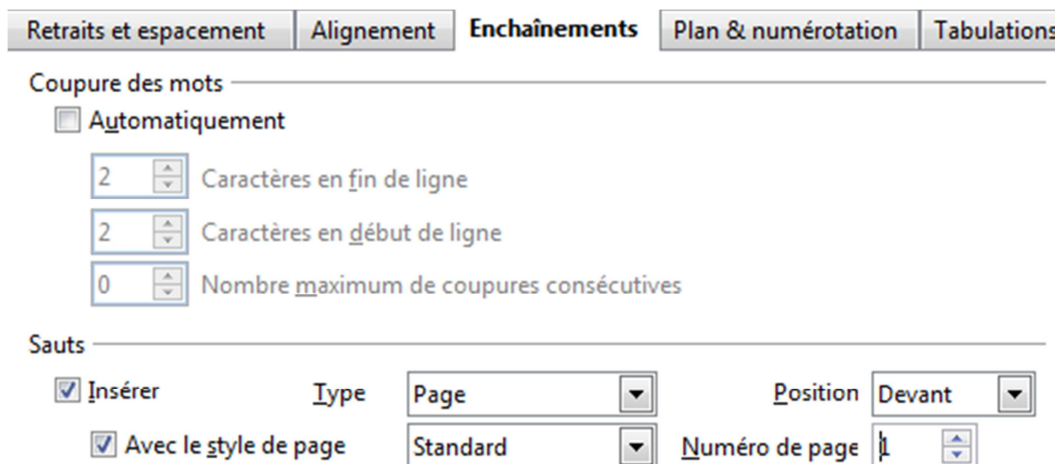 Retraits et espacement Alignement Enchaînements Plan & numérotation Tabulations
Coupure des mots
Automatiquement
2 Caractères en fin de ligne
2 Caractères en début de ligne
0 Nombre maximum de coupures consécutives
Sauts
Insérer Type Page Position Devant
Avec le style de page Standard Numéro de page 1